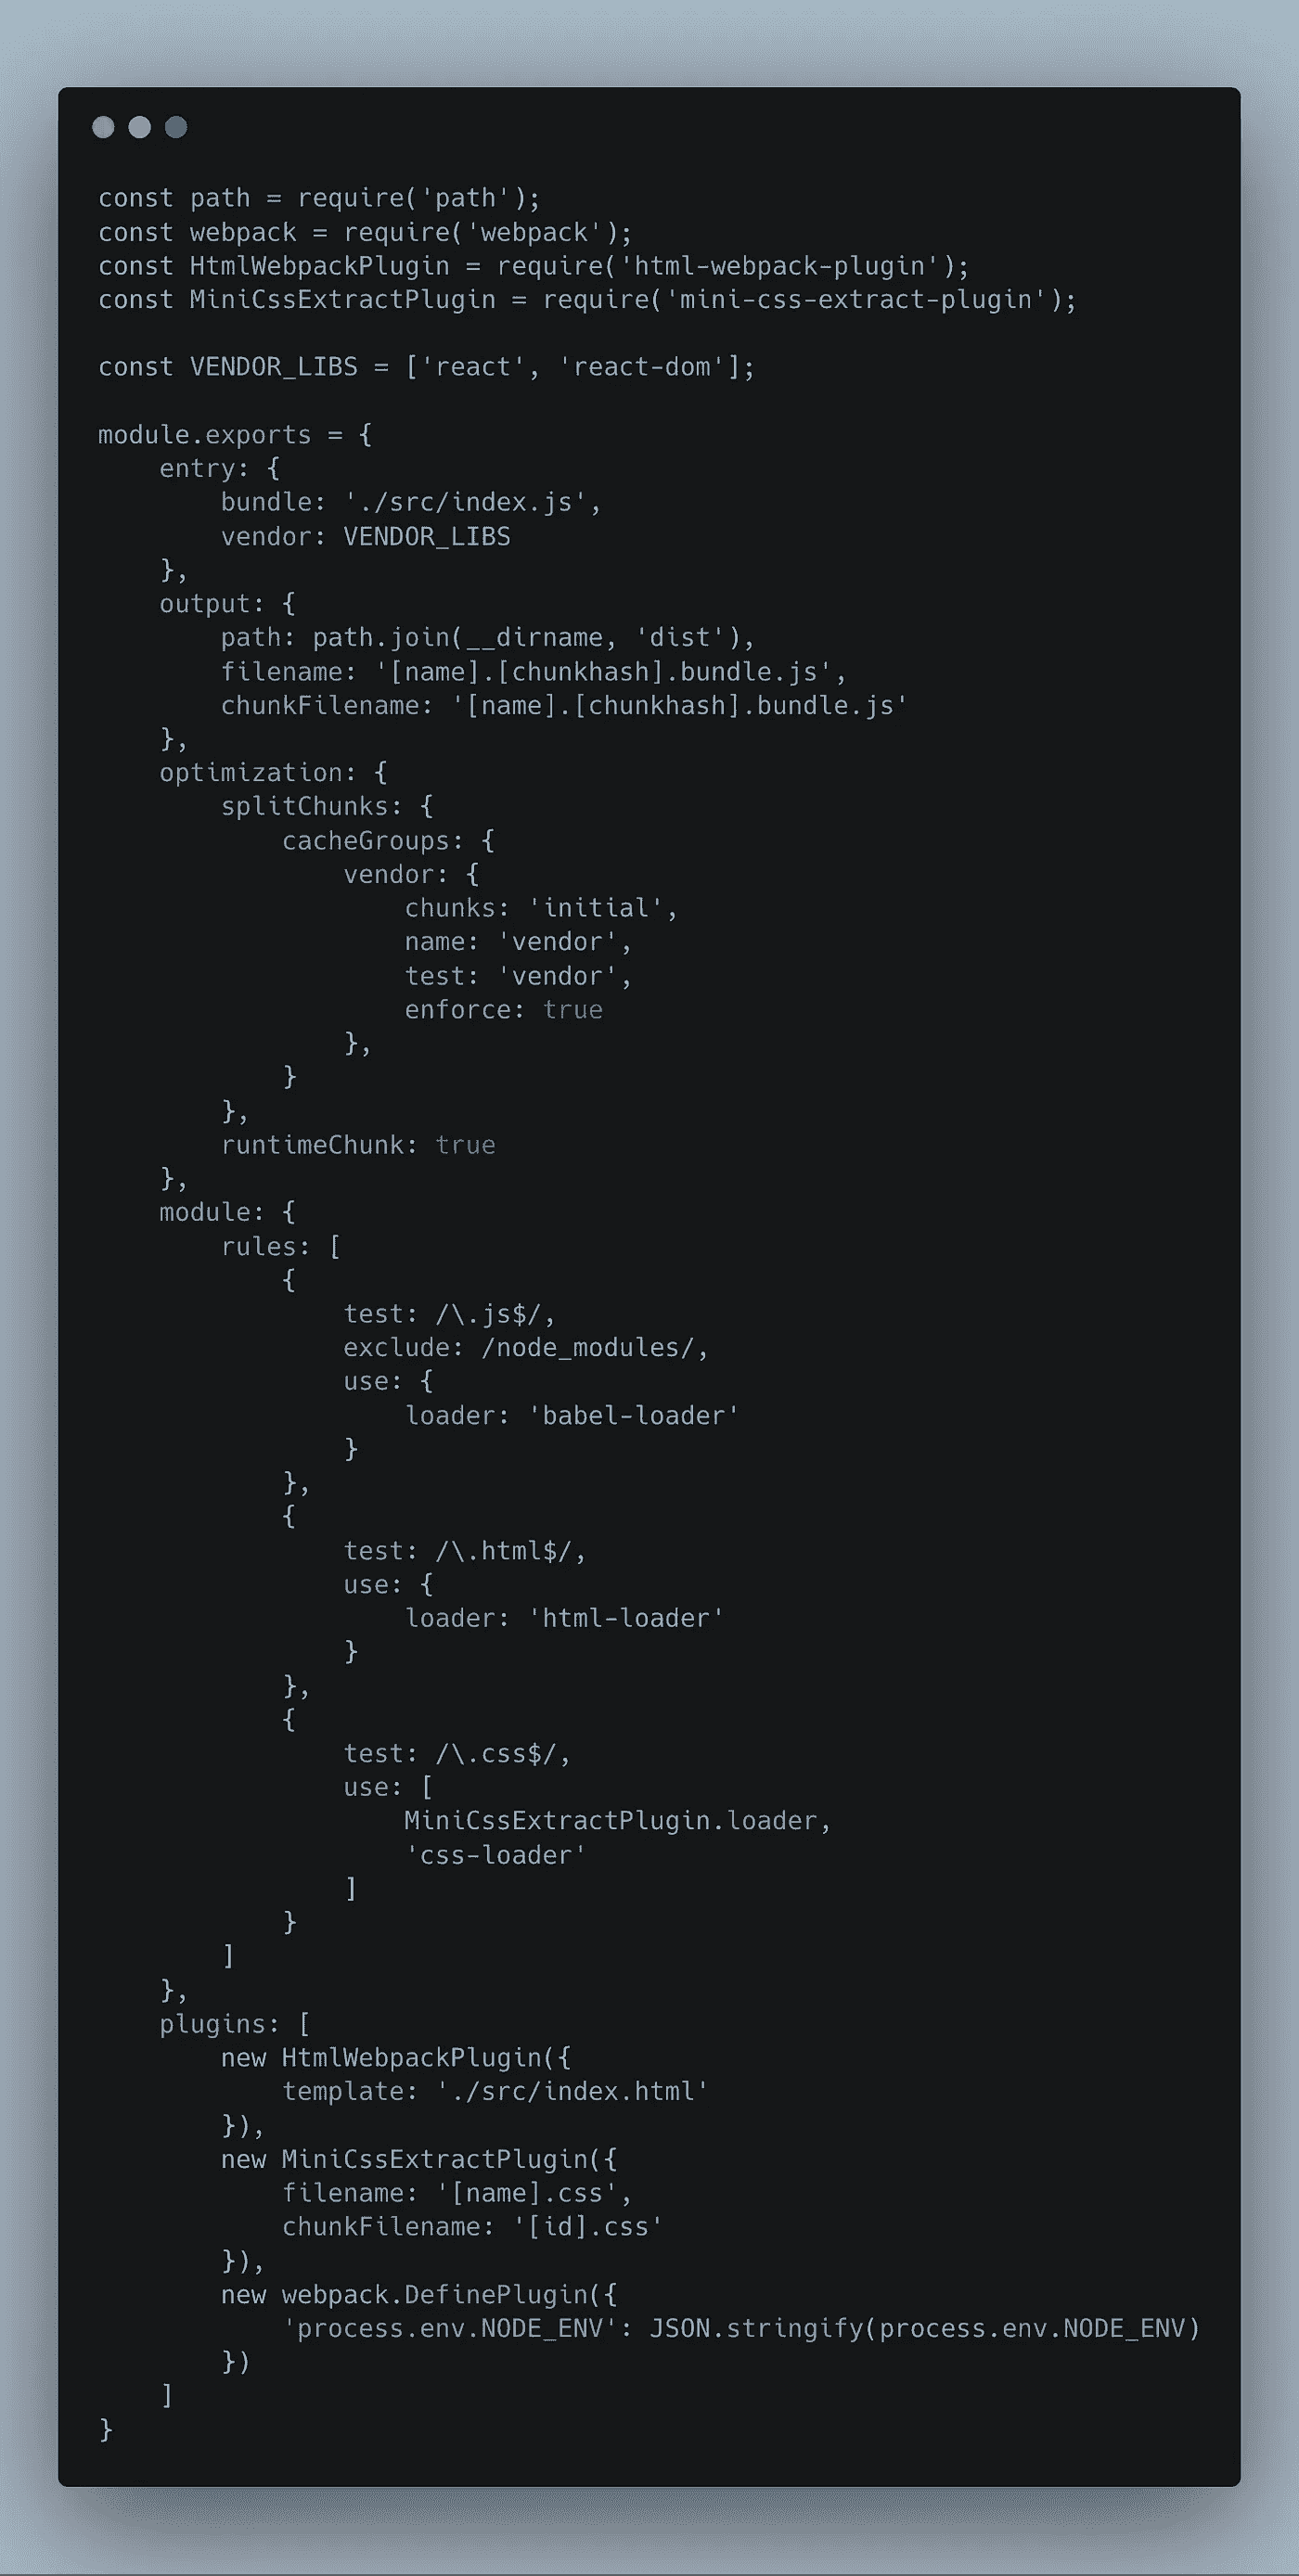 const path = require('path');
const webpack = require('webpack');
const HtmlWebpackPlugin = require('html-webpack-plugin');
const MiniCssExtractPlugin = require('mini-css-extract-plugin');

const VENDOR_LIBS = ['react', 'react-dom'];

module.exports = {
    entry: {
        bundle: './src/index.js',
        vendor: VENDOR_LIBS
    },
    output: {
        path: path.join(__dirname, 'dist'),
        filename: '[name].[chunkhash].bundle.js',
        chunkFilename: '[name].[chunkhash].bundle.js'
    },
    optimization: {
        splitChunks: {
            cacheGroups: {
                vendor: {
                    chunks: 'initial',
                    name: 'vendor',
                    test: 'vendor',
                    enforce: true
                },
            }
        },
        runtimeChunk: true
    },
    module: {
        rules: [
            {
                test: /\.js$/,
                exclude: /node_modules/,
                use: {
                    loader: 'babel-loader'
                }
            },
            {
                test: /\.html$/,
                use: {
                    loader: 'html-loader'
                }
            },
            {
                test: /\.css$/,
                use: [
                    MiniCssExtractPlugin.loader,
                    'css-loader'
                ]
            }
        ]
    },
    plugins: [
        new HtmlWebpackPlugin({
            template: './src/index.html'
        }),
        new MiniCssExtractPlugin({
            filename: '[name].css',
            chunkFilename: '[id].css'
        }),
        new webpack.DefinePlugin({
            'process.env.NODE_ENV': JSON.stringify(process.env.NODE_ENV)
        })
    ]
}